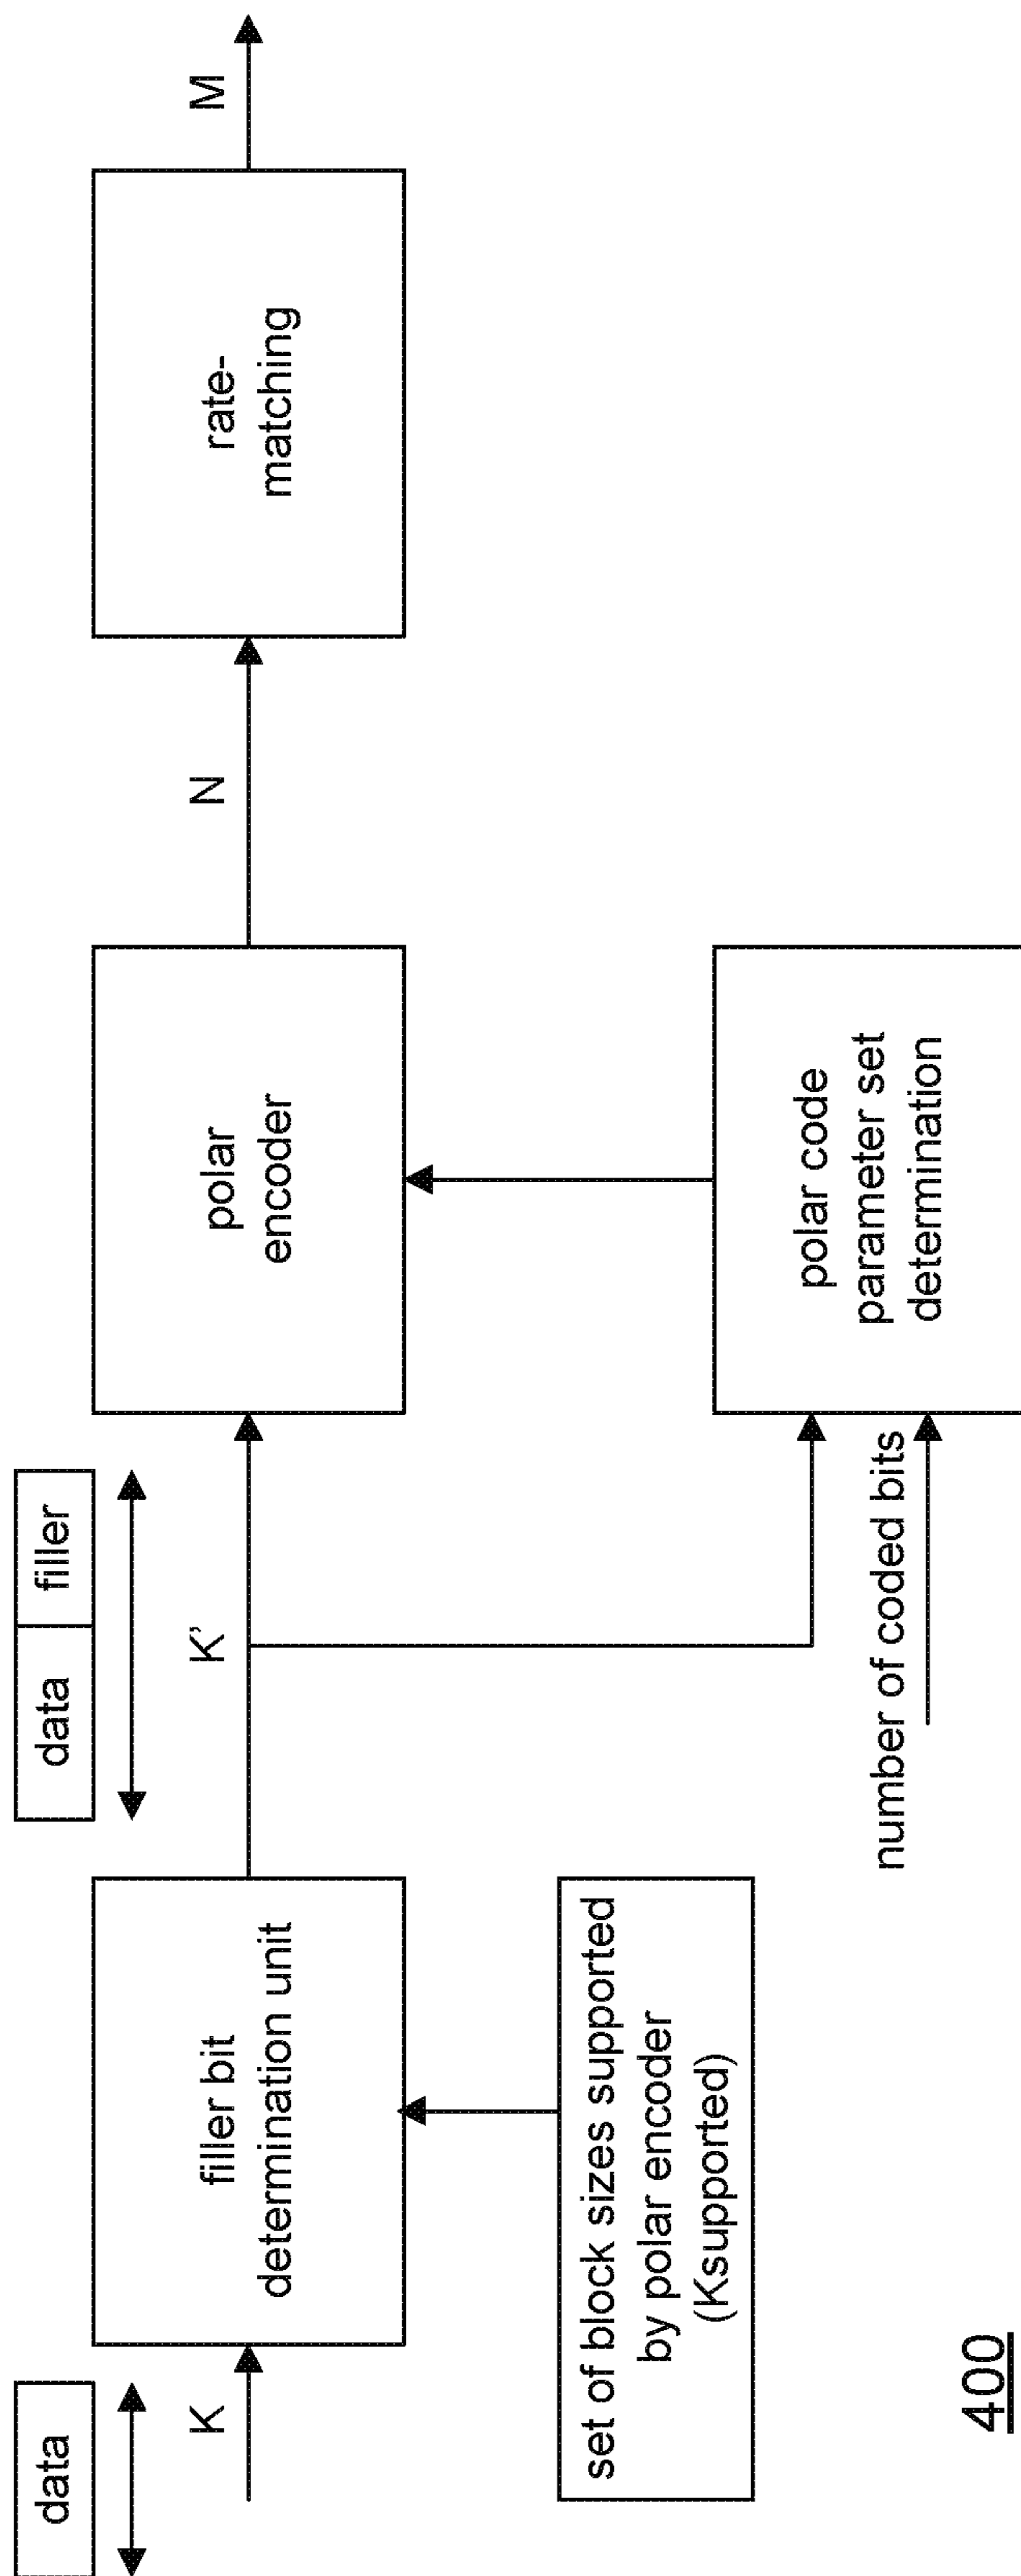 data
K
filler bit
determination unit
set of block sizes supported
by polar encoder
(Ksupported)
data
filler
K'
number of coded bits
polar
encoder
polar code
parameter set
determination
N
rate-
matching
M
400